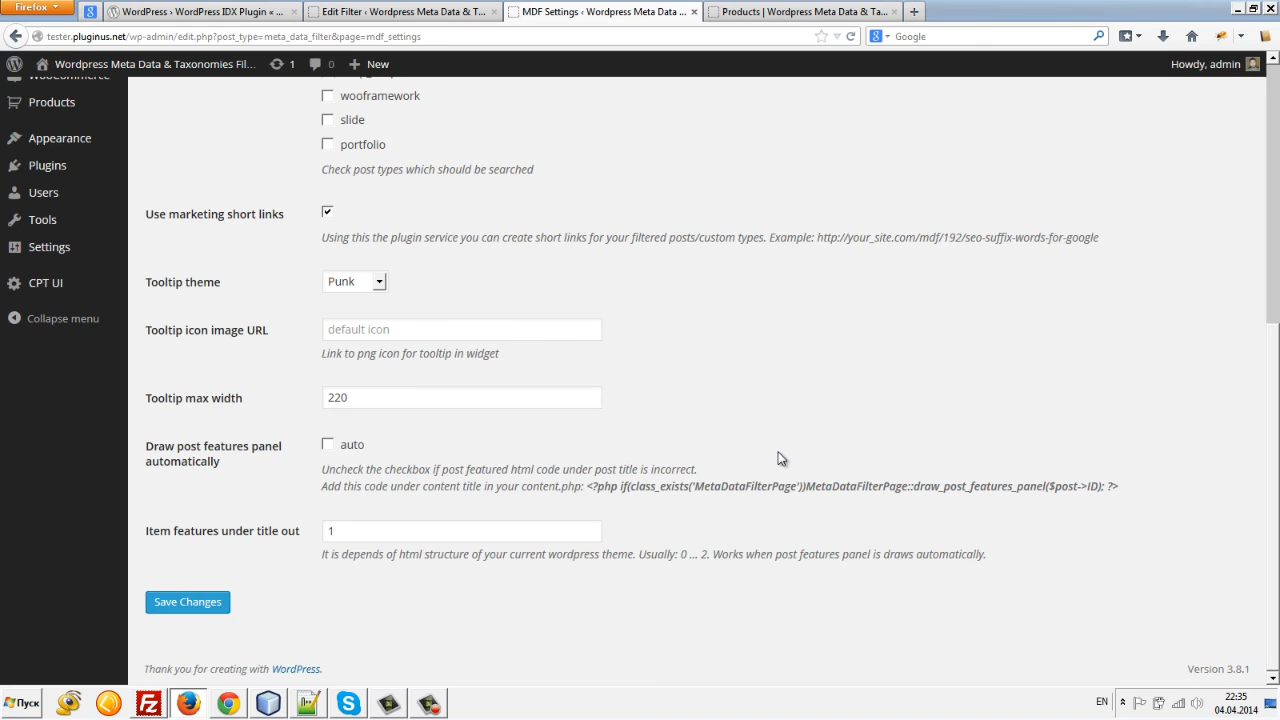 Firefox
WordPress › WordPress IDX Plugin « ...
Edit Filter ‹ Wordpress Meta Data & T...
MDF Settings ‹ Wordpress Meta Data ...
Products | Wordpress Meta Data & Ta...
tester.pluginus.net/wp-admin/edit.php?post_type=meta_data_filter&page=mdf_settings
Google
Wordpress Meta Data & Taxonomies Fil...
1
0
New
Howdy, admin
WooCommerce
Products
Appearance
Plugins
Users
Tools
Settings
CPT UI
Collapse menu
wooframework
slide
portfolio
Check post types which should be searched
Use marketing short links
Using this the plugin service you can create short links for your filtered posts/custom types. Example: http://your_site.com/mdf/192/seo-suffix-words-for-google
Tooltip theme
Punk
Tooltip icon image URL
default icon
Link to png icon for tooltip in widget
Tooltip max width
220
Draw post features panel
automatically
auto
Uncheck the checkbox if post featured html code under post title is incorrect.
Add this code under content title in your content.php: <?php if(class_exists('MetaDataFilterPage'))MetaDataFilterPage::draw_post_features_panel($post->ID); ?>
Item features under title out
1
It is depends of html structure of your current wordpress theme. Usually: 0 ... 2. Works when post features panel is draws automatically.
Save Changes
Thank you for creating with WordPress.
Version 3.8.1
Пуск
EN
22:35
04.04.2014